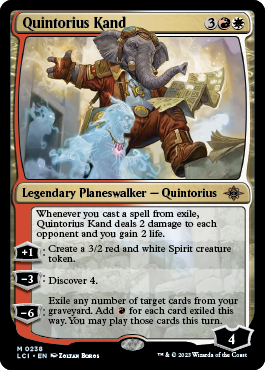 Quintorius Kand 3
Legendary Planeswalker — Quintorius
Whenever you cast a spell from exile,
Quintorius Kand deals 2 damage to each
opponent and you gain 2 life.
+1 : Create a 3/2 red and white Spirit creature
token.
−3 : Discover 4.
Exile any number of target cards from your
−6 : graveyard. Add for each card exiled this
way. You may play those cards this turn.
4
M 0238
LCI • EN Zoltan Boros
™ & © 2023 Wizards of the Coast